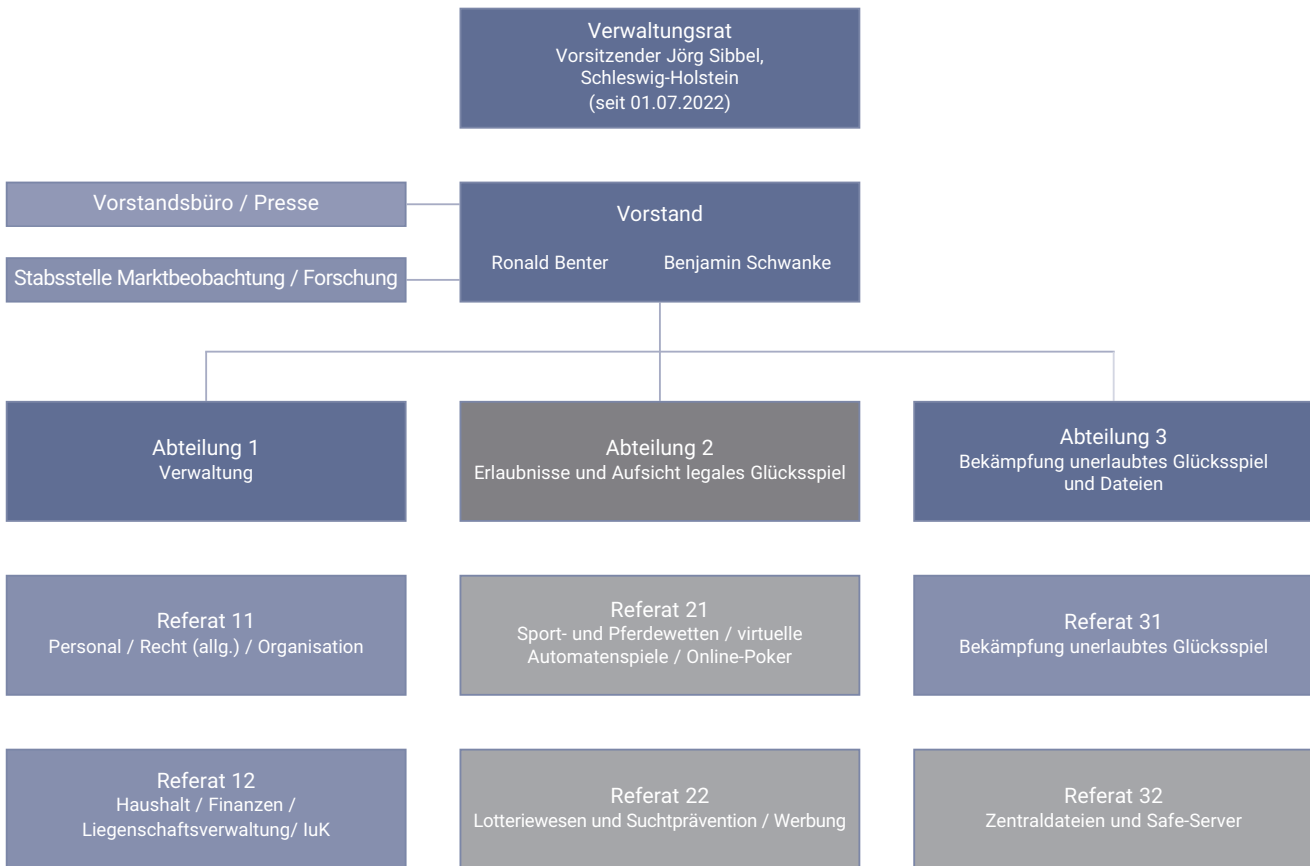 Verwaltungsrat
Vorsitzender Jörg Sibbel,
Schleswig-Holstein
(seit 01.07.2022)
Vorstandsbüro / Presse
Stabsstelle Marktbeobachtung / Forschung
Vorstand
Ronald Benter Benjamin Schwanke
Abteilung 1
Verwaltung
Abteilung 2
Erlaubnisse und Aufsicht legales Glücksspiel
Abteilung 3
Bekämpfung unerlaubtes Glücksspiel
und Dateien
Referat 11
Personal / Recht (allg.) / Organisation
Referat 21
Sport- und Pferdewetten / virtuelle
Automatenspiele / Online-Poker
Referat 31
Bekämpfung unerlaubtes Glücksspiel
Referat 12
Haushalt / Finanzen /
Liegenschaftsverwaltung/ IuK
Referat 22
Lotteriewesen und Suchtprävention / Werbung
Referat 32
Zentraldateien und Safe-Server